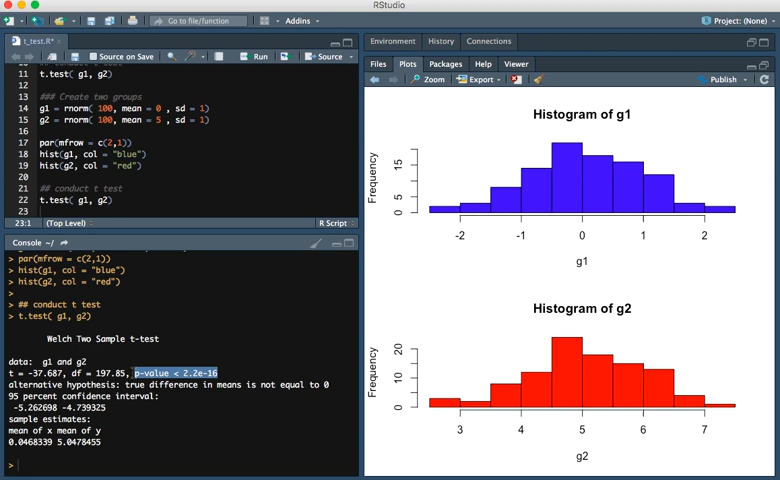 RStudio
Go to file/function
Addins
Project: (None)
t_test.R*
Source on Save
Run
Source
11 t.test( g1, g2)
12
13 ### Create two groups
14 g1 = rnorm( 100, mean = 0 , sd = 1)
15 g2 = rnorm( 100, mean = 5 , sd = 1)
16
17 par(mfrow = c(2,1))
18 hist(g1, col = "blue")
19 hist(g2, col = "red")
20
21 ## conduct t test
22 t.test( g1, g2)
23
23:1 (Top Level)
R Script
Console ~/
> par(mfrow = c(2,1))
> hist(g1, col = "blue")
> hist(g2, col = "red")
>
> ## conduct t test
> t.test( g1, g2)
Welch Two Sample t-test
data: g1 and g2
t = -37.687, df = 197.85, p-value < 2.2e-16
alternative hypothesis: true difference in means is not equal to 0
95 percent confidence interval:
-5.262698 -4.739325
sample estimates:
mean of x mean of y
0.0468339 5.0478455
>
Environment History Connections
Files Plots Packages Help Viewer
Zoom Export Publish
Histogram of g1
Frequency
0 5 15
-2 -1 0 1 2
g1
Histogram of g2
Frequency
0 10 20
3 4 5 6 7
g2